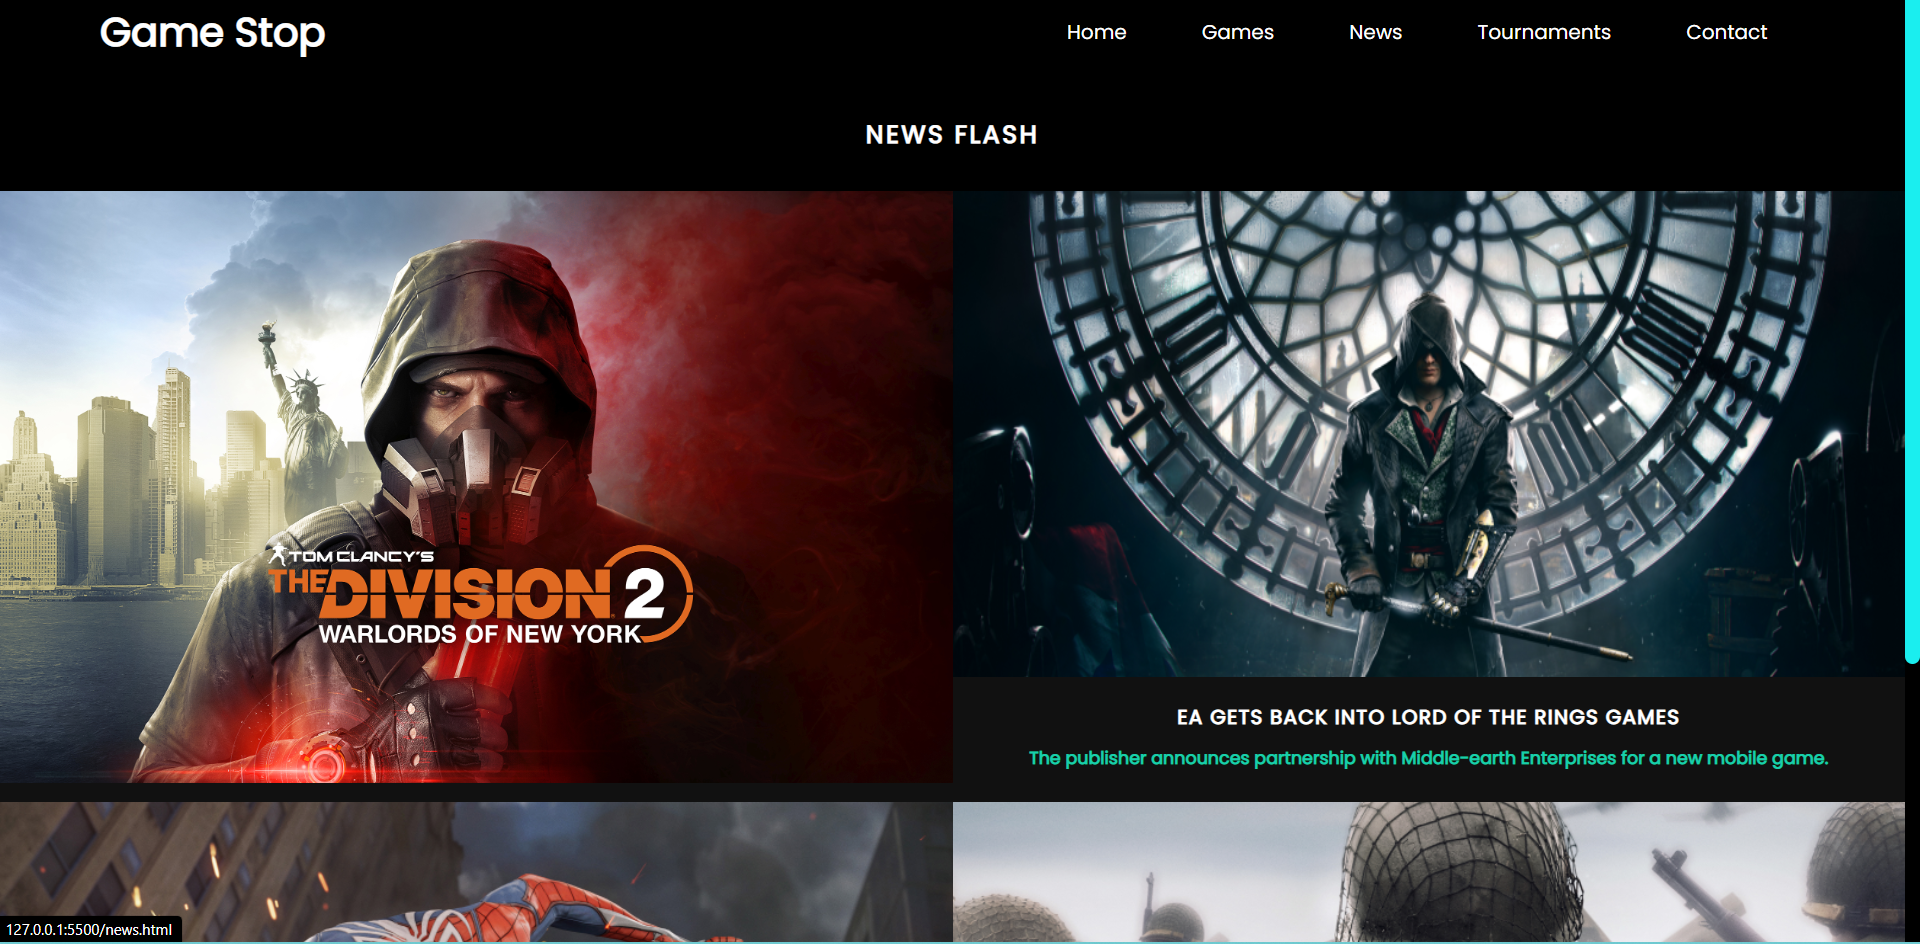 Game Stop
Home
Games
News
Tournaments
Contact
NEWS FLASH
TOM CLANCY'S
THE DIVISION 2
WARLORDS OF NEW YORK
EA GETS BACK INTO LORD OF THE RINGS GAMES
The publisher announces partnership with Middle-earth Enterprises for a new mobile game.
127.0.0.1:5500/news.html